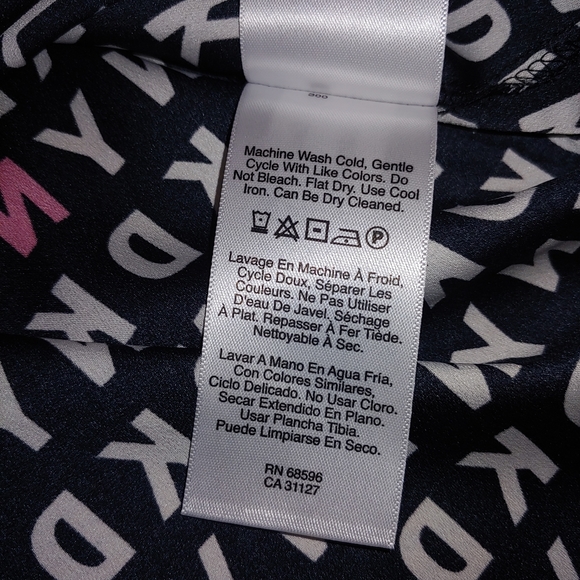 Machine Wash Cold, Gentle
Cycle With Like Colors. Do
Not Bleach. Flat Dry. Use Cool
Iron. Can Be Dry Cleaned.
P
Lavage En Machine À Froid,
Cycle Doux, Séparer Les
Couleurs. Ne Pas Utiliser
D'eau De Javel. Séchage
À Plat. Repasser À Fer Tiède.
Nettoyable À Sec.
Lavar A Mano En Agua Fría,
Con Colores Similares,
Ciclo Delicado. No Usar Cloro.
Secar Extendido En Plano.
Usar Plancha Tibia.
Puede Limpiarse En Seco.
RN 68596
CA 31127